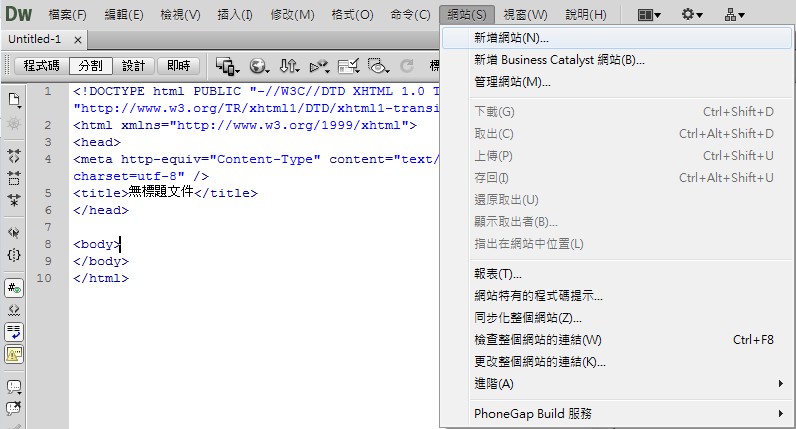 Dw 檔案(F) 編輯(E) 檢視(V) 插入(I) 修改(M) 格式(O) 命令(C) 網站(S) 視窗(W) 說明(H)
Untitled-1 ×
程式碼 分割 設計 即時
1 <!DOCTYPE html PUBLIC "-//W3C//DTD XHTML 1.0 T
"http://www.w3.org/TR/xhtml1/DTD/xhtml1-transi
2 <html xmlns="http://www.w3.org/1999/xhtml">
3 <head>
4 <meta http-equiv="Content-Type" content="text/
charset=utf-8" />
5 <title>無標題文件</title>
6 </head>
7
8 <body>
9 </body>
10 </html>
新增網站(N)...
新增 Business Catalyst 網站(B)...
管理網站(M)...
下載(G) Ctrl+Shift+D
取出(C) Ctrl+Alt+Shift+D
上傳(P) Ctrl+Shift+U
存回(I) Ctrl+Alt+Shift+U
還原取出(U)
顯示取出者(B)...
指出在網站中位置(L)
報表(T)...
網站特有的程式碼提示...
同步化整個網站(Z)...
檢查整個網站的連結(W) Ctrl+F8
更改整個網站的連結(K)...
進階(A)
PhoneGap Build 服務